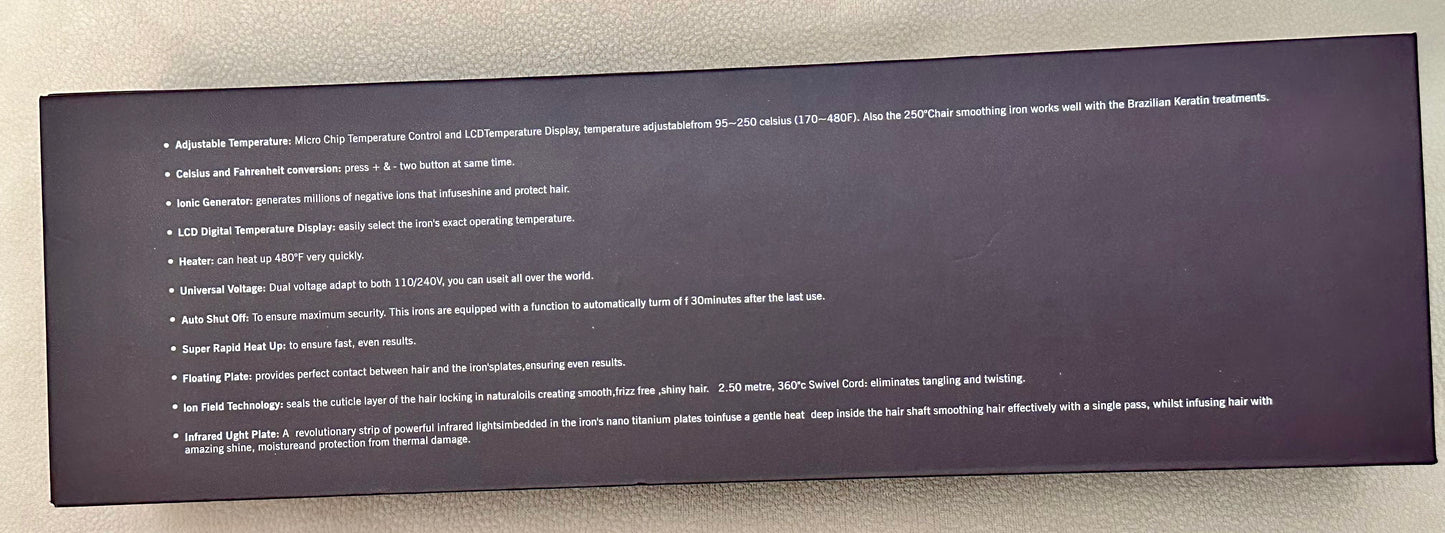 • Adjustable Temperature: Micro Chip Temperature Control and LCDTemperature Display, temperature adjustablefrom 95~250 celsius (170~480F). Also the 250°Chair smoothing iron works well with the Brazilian Keratin treatments.
• Celsius and Fahrenheit conversion: press + & - two button at same time.
• Ionic Generator: generates millions of negative ions that infuseshine and protect hair.
• LCD Digital Temperature Display: easily select the iron's exact operating temperature.
• Heater: can heat up 480°F very quickly.
• Universal Voltage: Dual voltage adapt to both 110/240V, you can useit all over the world.
• Auto Shut Off: To ensure maximum security. This irons are equipped with a function to automatically turm of f 30minutes after the last use.
• Super Rapid Heat Up: to ensure fast, even results.
• Floating Plate: provides perfect contact between hair and the iron'splates,ensuring even results.
• Ion Field Technology: seals the cuticle layer of the hair locking in naturaloils creating smooth,frizz free ,shiny hair.   2.50 metre, 360°c Swivel Cord: eliminates tangling and twisting.
• Infrared Ught Plate: A  revolutionary strip of powerful infrared lightsimbedded in the iron's nano titanium plates toinfuse a gentle heat  deep inside the hair shaft smoothing hair effectively with a single pass, whilst infusing hair with
amazing shine, moistureand protection from thermal damage.